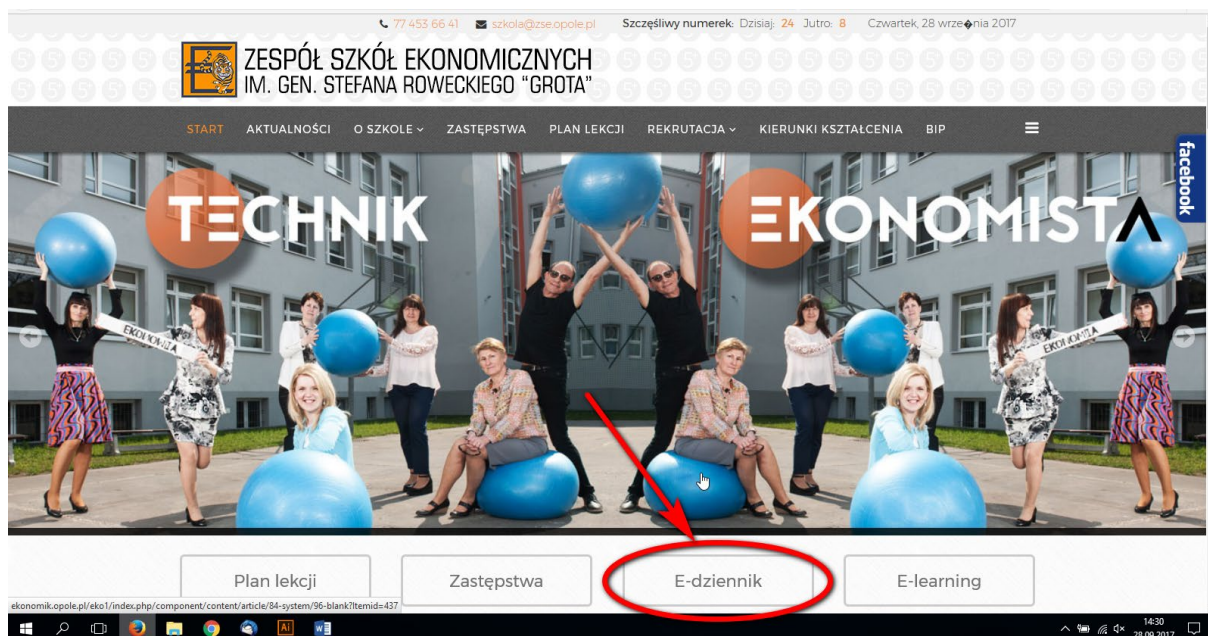 77 453 66 41 szkola@zse.opole.pl Szczęśliwy numerek: Dzisiaj: 24 Jutro: 8 Czwartek, 28 wrze�nia 2017
ZESPÓŁ SZKÓŁ EKONOMICZNYCH
IM. GEN. STEFANA ROWECKIEGO "GROTA"
START AKTUALNOŚCI O SZKOLE ZASTĘPSTWA PLAN LEKCJI REKRUTACJA KIERUNKI KSZTAŁCENIA BIP
facebook
TECHNIK EKONOMISTA
EKONOMIA EKONOMIA
Plan lekcji Zastępstwa E-dziennik E-learning
ekonomik.opole.pl/eko1/index.php/component/content/article/84-system/96-blank?Itemid=437
Ai W
14:30
28.09.2017